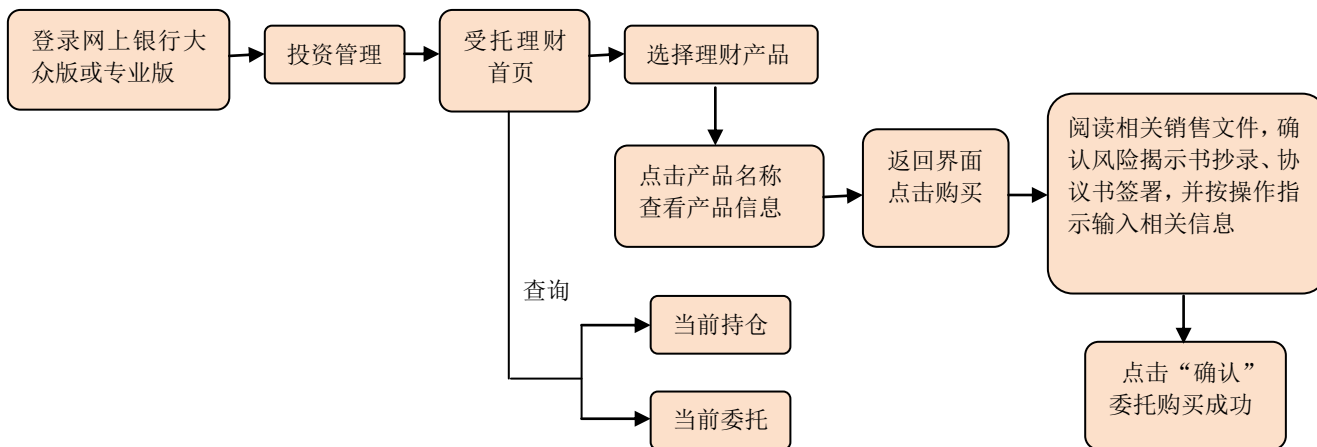 登录网上银行大
众版或专业版
投资管理
受托理财
首页
选择理财产品
点击产品名称
查看产品信息
返回界面
点击购买
阅读相关销售文件，确
认风险揭示书抄录、协
议书签署，并按操作指
示输入相关信息
点击“确认”
委托购买成功
查询
当前持仓
当前委托